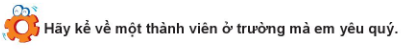 Hãy kể về một thành viên ở trường mà em yêu quý.